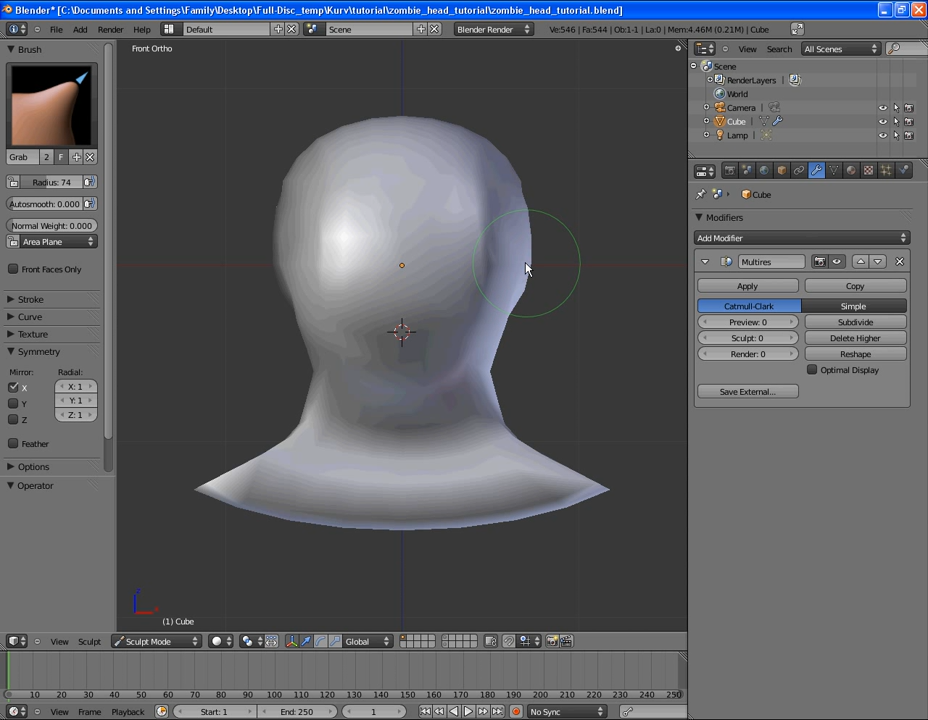 Blender* [C:\Documents and Settings\Family\Desktop\Full-Disc_temp\Kurv\tutorial\zombie_head_tutorial\zombie_head_tutorial.blend]
File Add Render Help Default Scene Blender Render Ve:546 | Fa:544 | Ob:1-1 | La:0 | Mem:4.46M (0.21M) | Cube
Brush
Grab 2 F
Radius: 74
Autosmooth: 0.000
Normal Weight: 0.000
Area Plane
Front Faces Only
Stroke
Curve
Texture
Symmetry
Mirror: Radial:
X X: 1
Y Y: 1
Z Z: 1
Feather
Options
Operator
Front Ortho
(1) Cube
View Search All Scenes
Scene
RenderLayers
World
Camera
Cube
Lamp
Cube
Modifiers
Add Modifier
Multires
Apply Copy
Catmull-Clark Simple
Preview: 0 Subdivide
Sculpt: 0 Delete Higher
Render: 0 Reshape
Optimal Display
Save External...
View Sculpt Sculpt Mode Global
0 10 20 30 40 50 60 70 80 90 100 110 120 130 140 150 160 170 180 190 200 210 220 230 240 250
View Frame Playback Start: 1 End: 250 1 No Sync